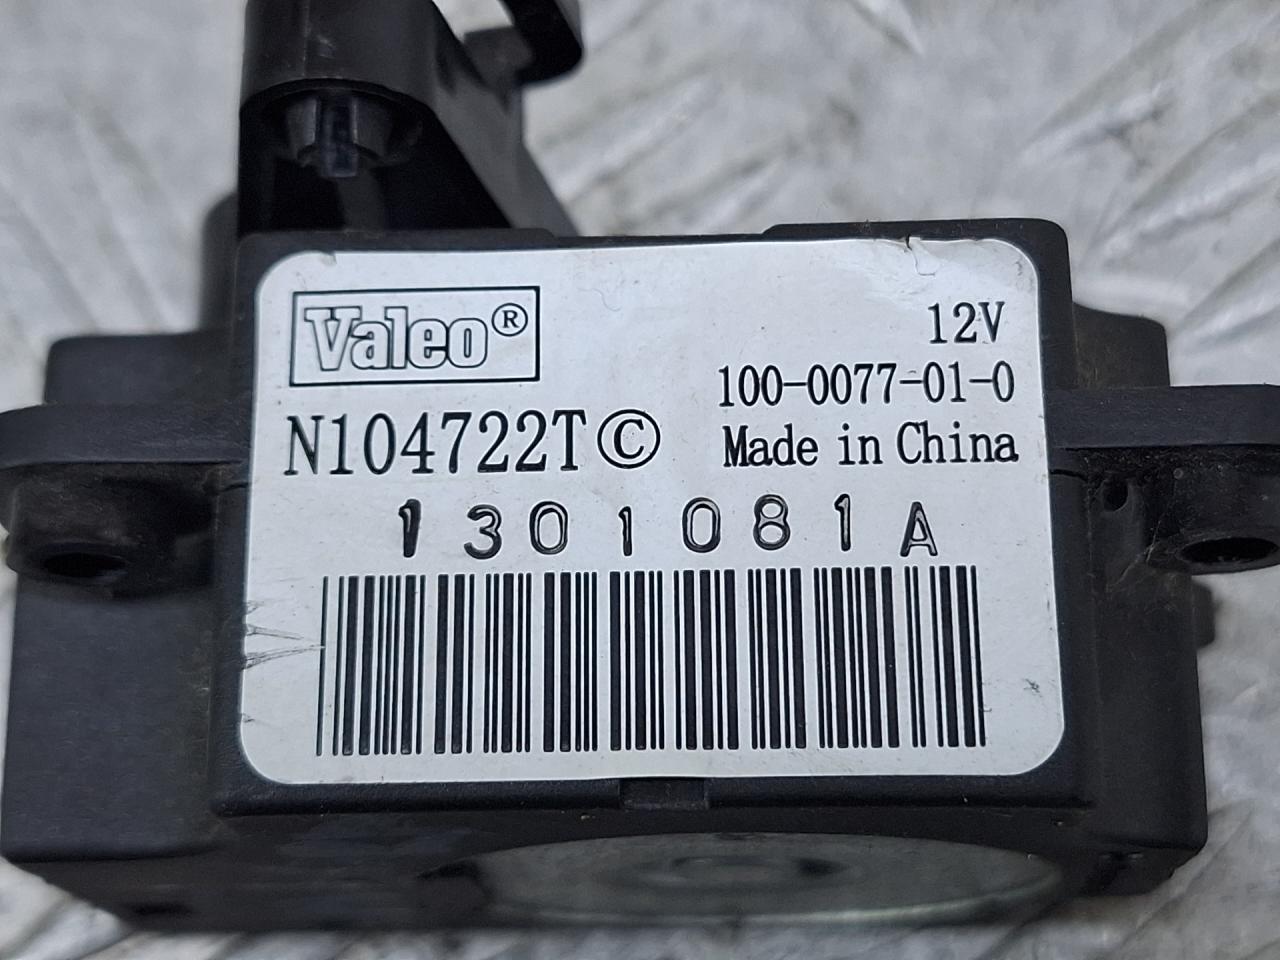 Valeo®
12V
100-0077-01-0
N104722T©
Made in China
1301081A